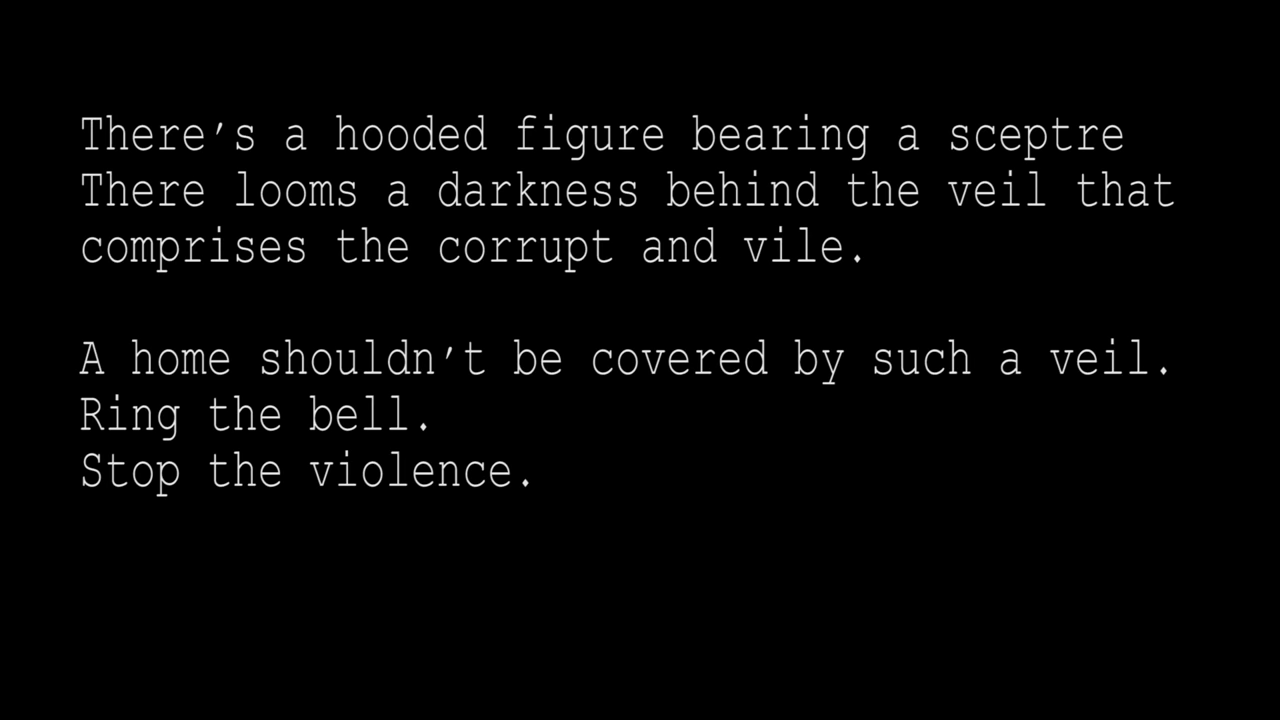 There's a hooded figure bearing a sceptre
There looms a darkness behind the veil that
comprises the corrupt and vile.
A home shouldn't be covered by such a veil.
Ring the bell.
Stop the violence.